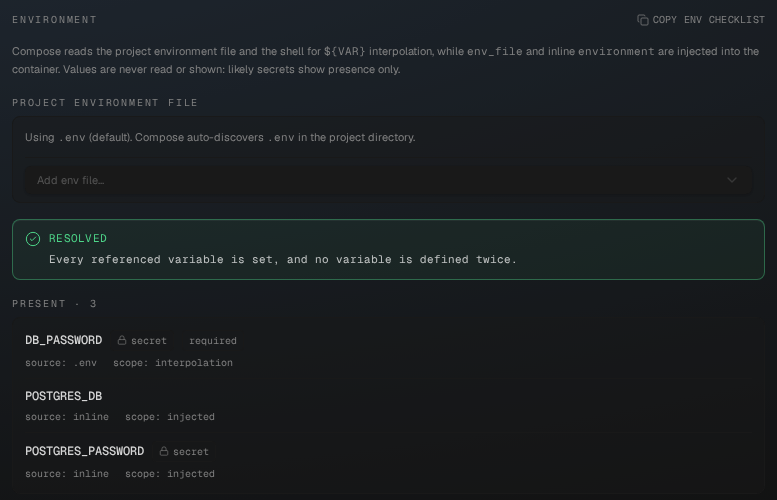 ENVIRONMENT
COPY ENV CHECKLIST
Compose reads the project environment file and the shell for ${VAR} interpolation, while env_file and inline environment are injected into the
container. Values are never read or shown: likely secrets show presence only.
PROJECT ENVIRONMENT FILE
Using .env (default). Compose auto-discovers .env in the project directory.
Add env file…
RESOLVED
Every referenced variable is set, and no variable is defined twice.
PRESENT · 3
DB_PASSWORD secret required
source: .env scope: interpolation
POSTGRES_DB
source: inline scope: injected
POSTGRES_PASSWORD secret
source: inline scope: injected